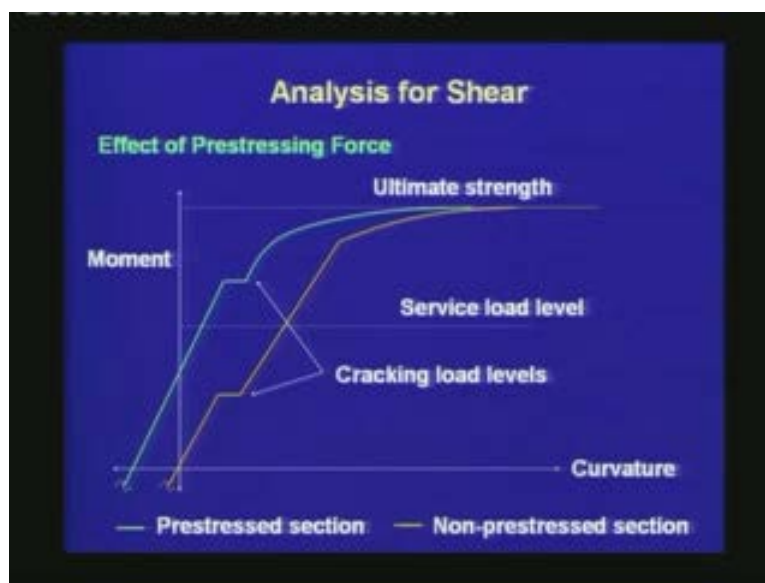 Analysis for Shear
Effect of Prestressing Force
Ultimate strength
Moment
Service load level
Cracking load levels
Curvature
Prestressed section
Non-prestressed section